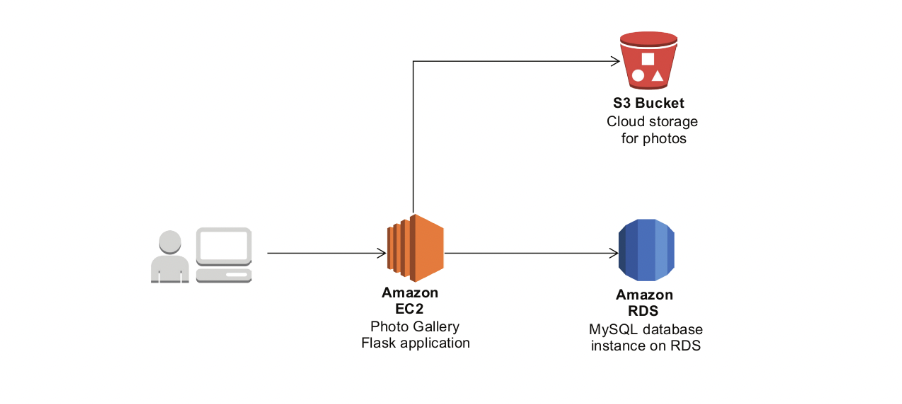 S3 Bucket
Cloud storage
for photos
Amazon
EC2
Photo Gallery
Flask application
Amazon
RDS
MySQL database
instance on RDS